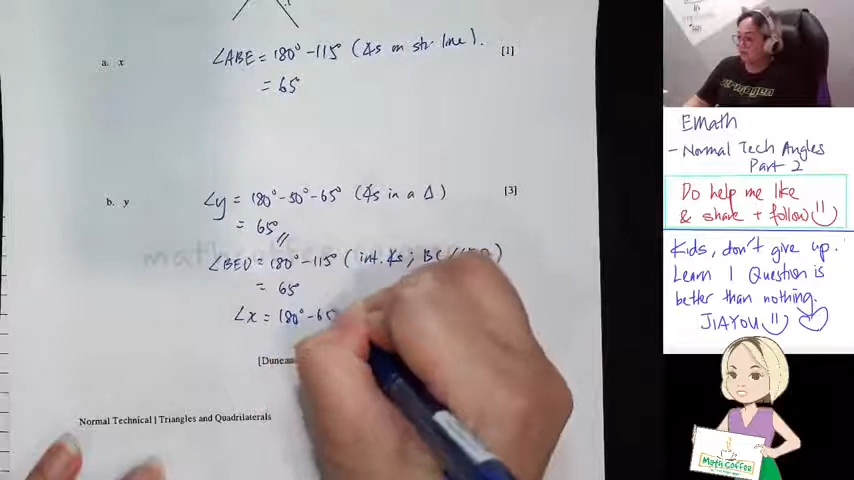 a. x
∠ABE = 180° - 115° (∠s on str. line). [1]
= 65
b. y
∠y = 180° - 50° - 65° (∠s in a Δ) [3]
= 65°
∠BED = 180° - 115° (int. ∠s ; BC //
= 65
∠x = 180° - 65°
Normal Technical | Triangles and Quadrilaterals
EMath
- Normal Tech Angles
Part 2
Do help me like
& share + follow
Kids, don't give up.
Learn 1 Question is
better than nothing.
JIAYOU
Math Coffee